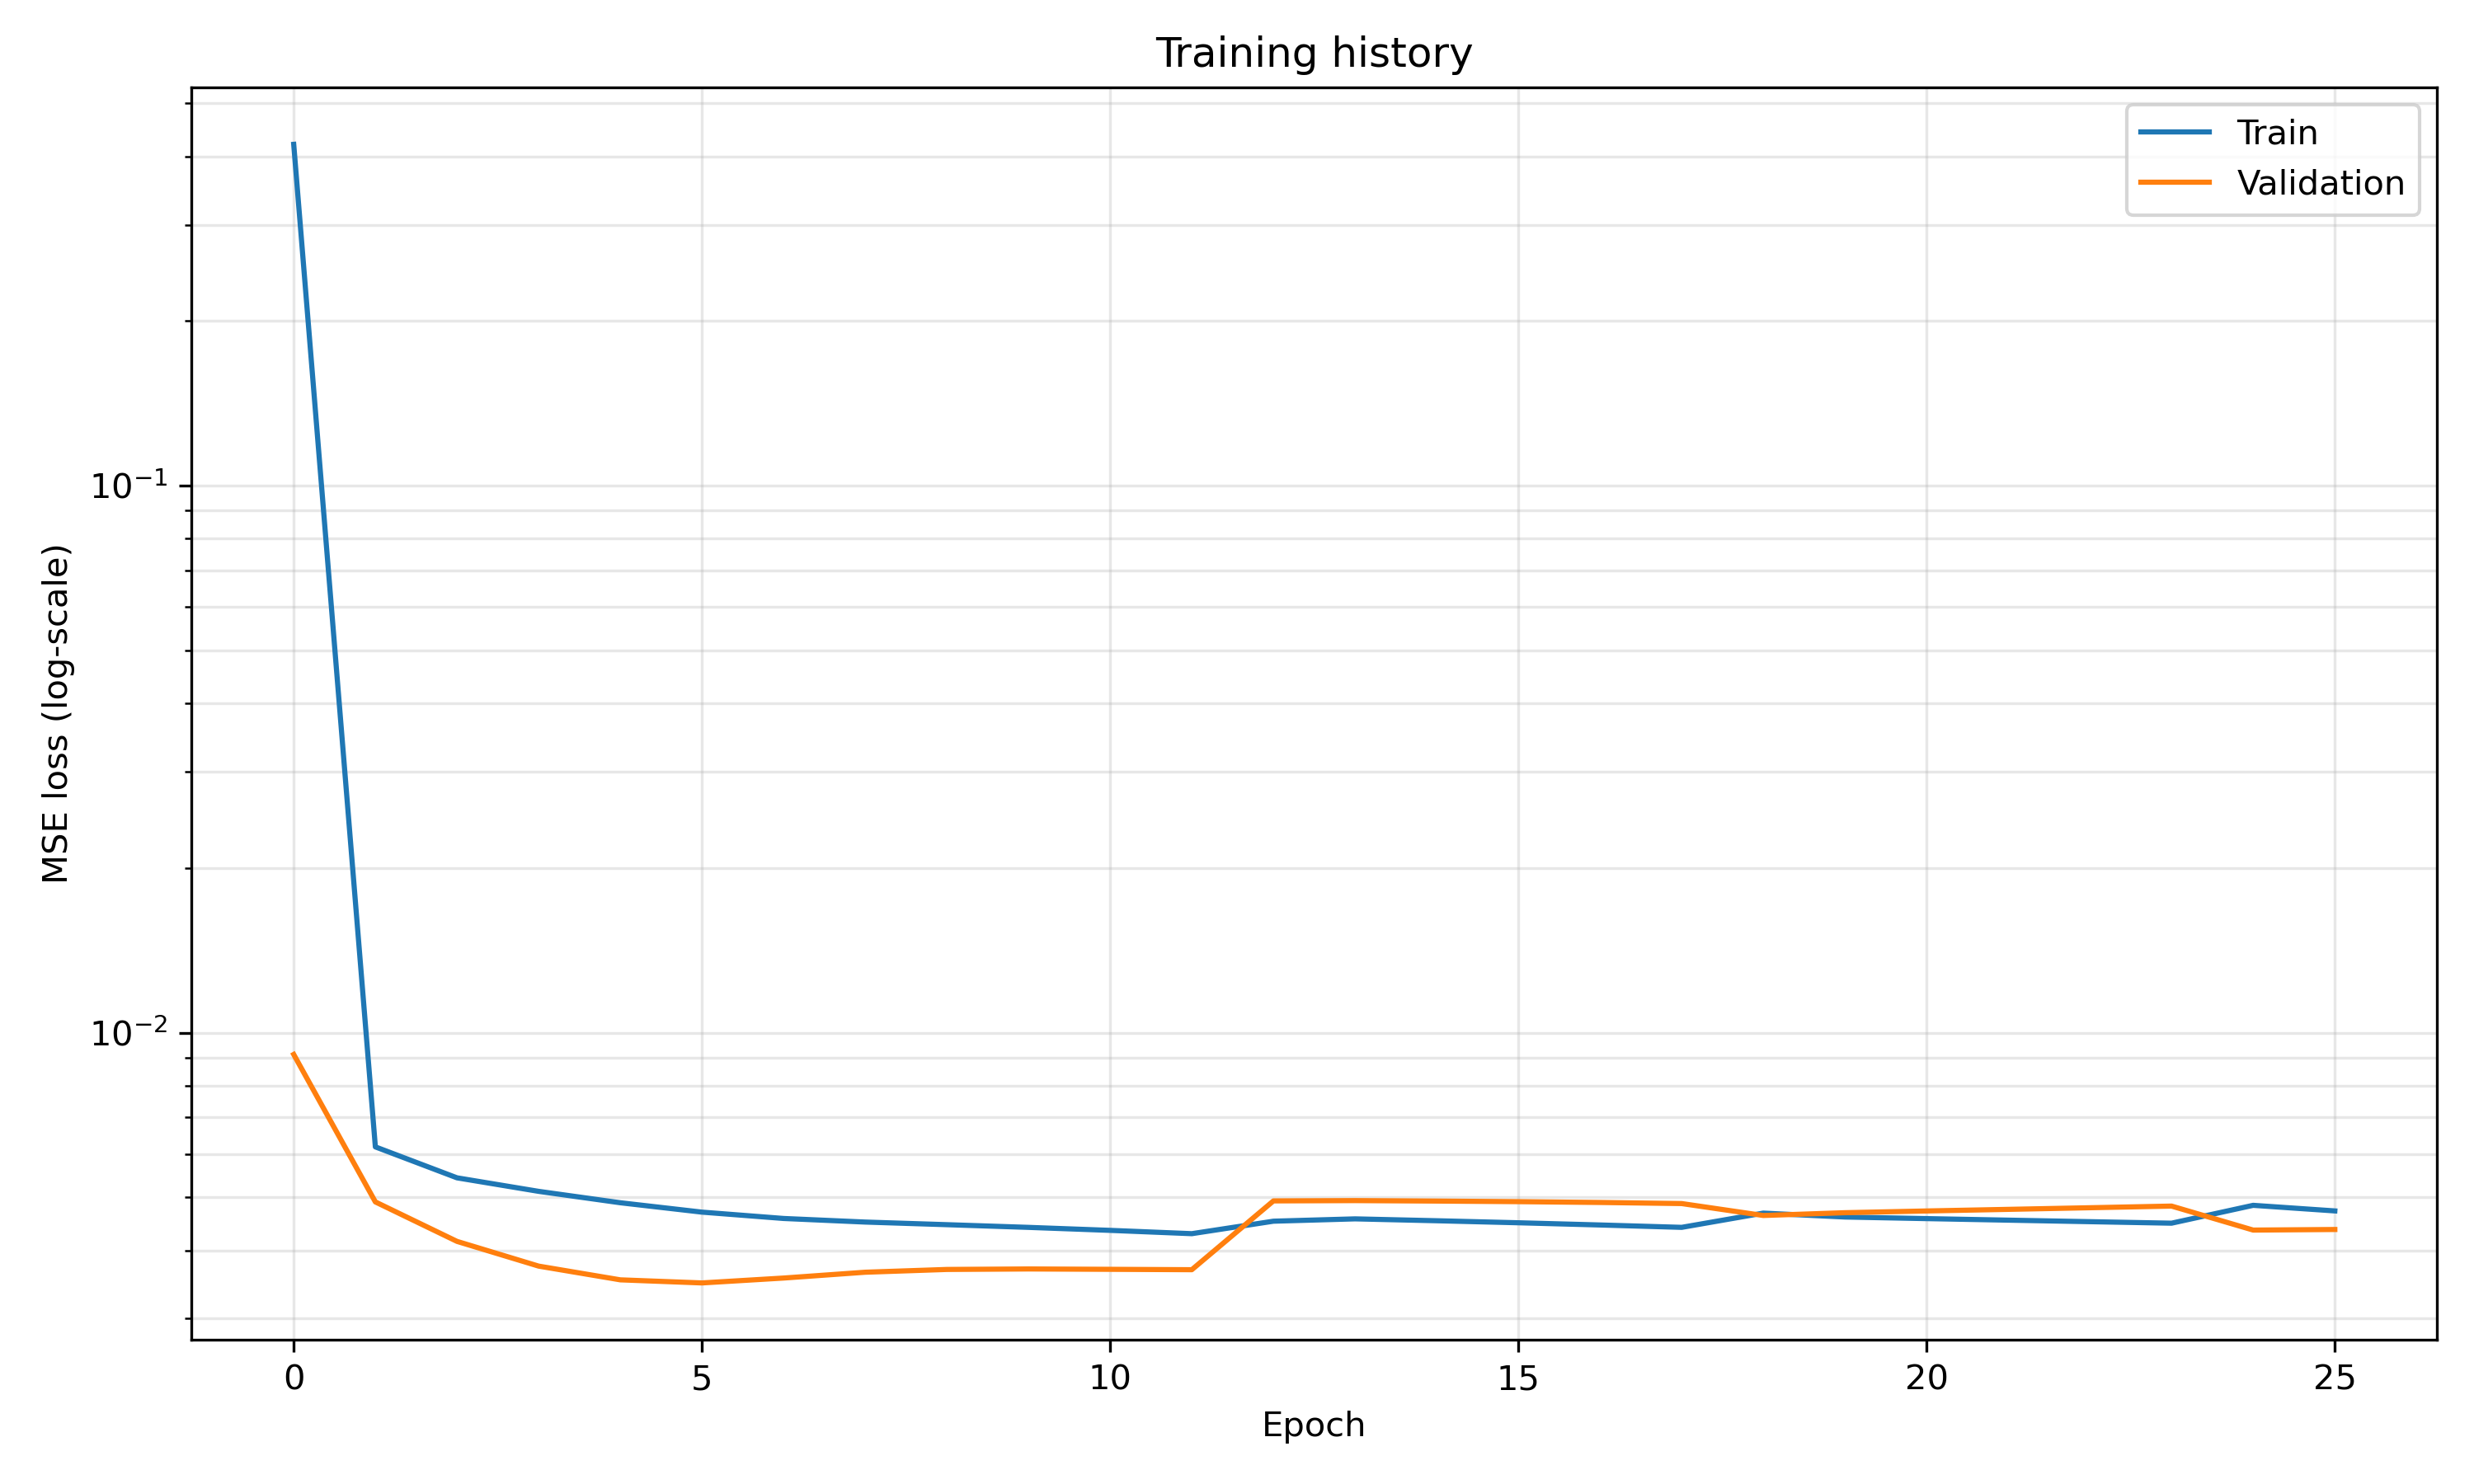 Training history
Train
Validation
MSE loss (log-scale)
10⁻¹
10⁻²
0 5 10 15 20 25
Epoch